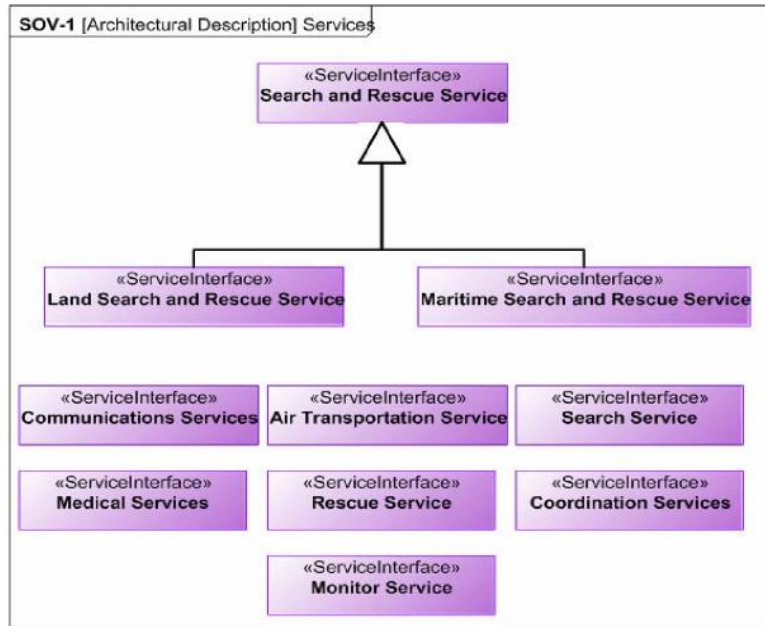 SOV-1 [Architectural Description] Services
«ServiceInterface»
Search and Rescue Service
«ServiceInterface»
Land Search and Rescue Service
«ServiceInterface»
Maritime Search and Rescue Service
«ServiceInterface»
Communications Services
«ServiceInterface»
Air Transportation Service
«ServiceInterface»
Search Service
«ServiceInterface»
Medical Services
«ServiceInterface»
Rescue Service
«ServiceInterface»
Coordination Services
«ServiceInterface»
Monitor Service